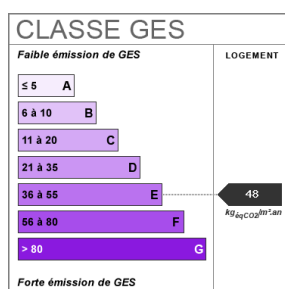 CLASSE GES
Faible émission de GES
LOGEMENT
≤ 5 A
6 à 10 B
11 à 20 C
21 à 35 D
36 à 55 E
48
kgéqCO2/m².an
56 à 80 F
> 80 G
Forte émission de GES